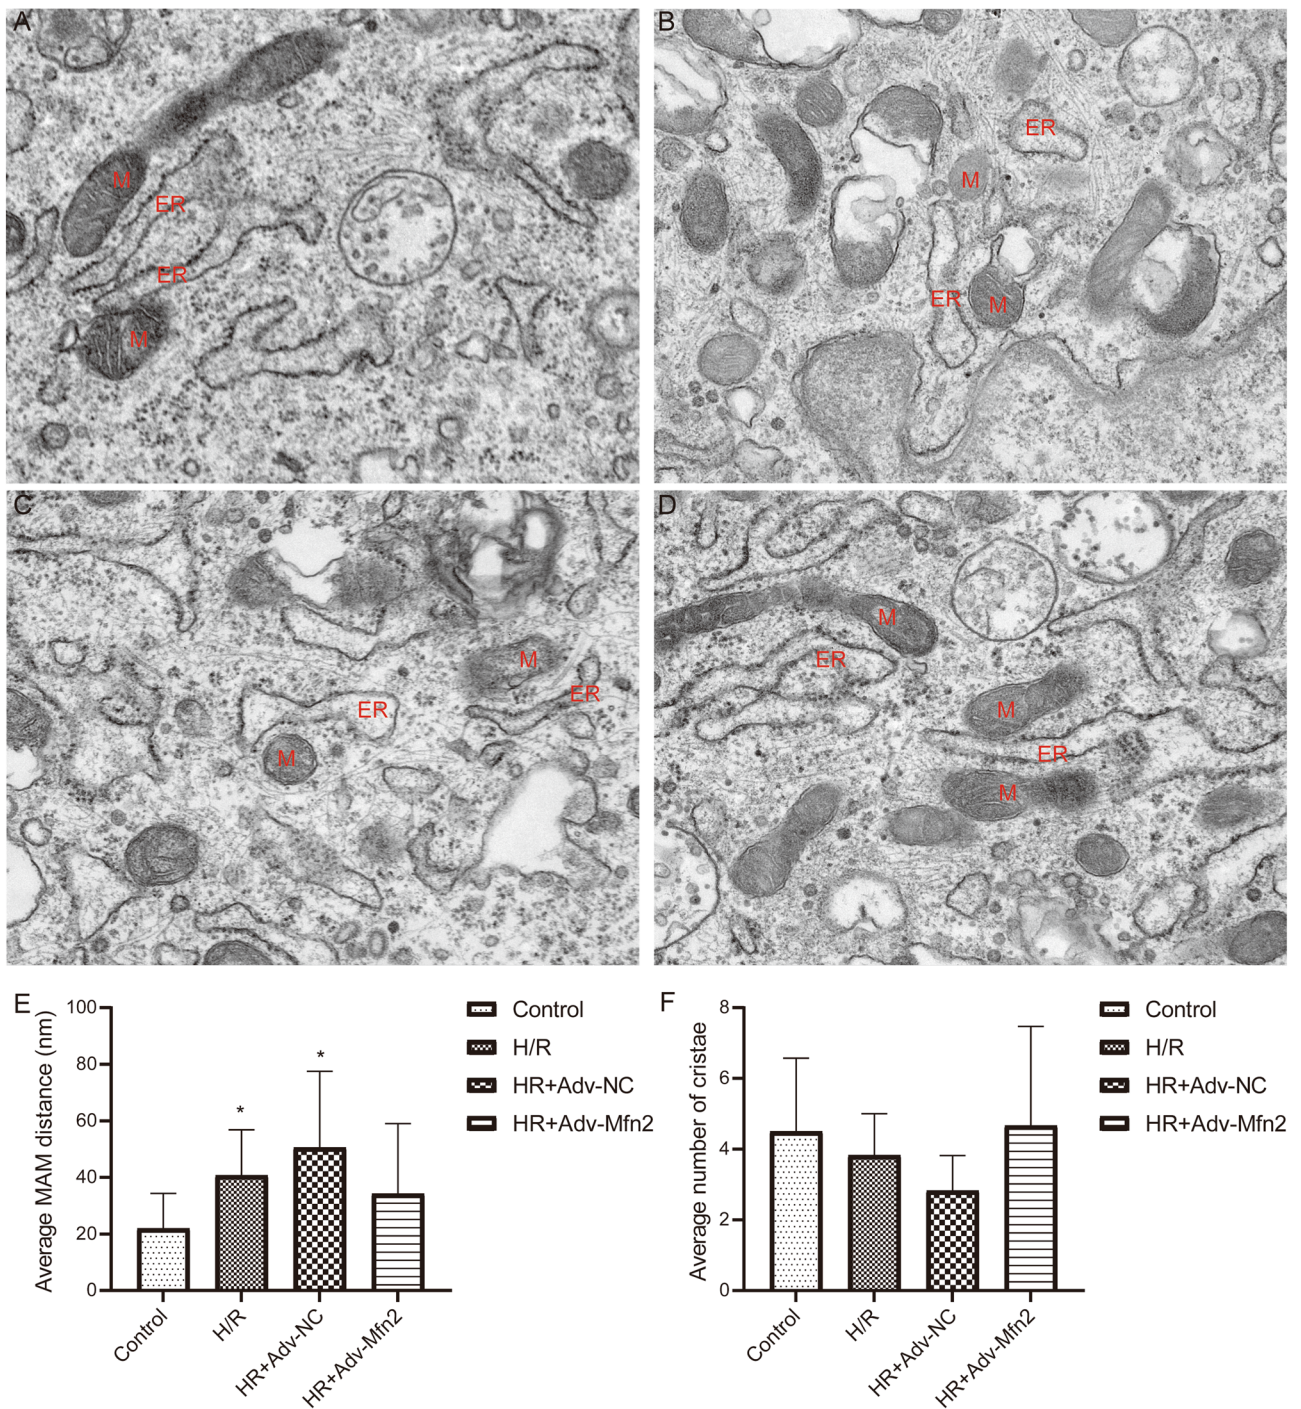 A
M
ER
ER
M
B
ER
M
ER
M
C
M
ER
ER
M
D
M
ER
M
ER
M
E
Average MAM distance (nm)
100
80
60
40
20
0
*
*
Control
H/R
HR+Adv-NC
HR+Adv-Mfn2
Control
H/R
HR+Adv-NC
HR+Adv-Mfn2
F
Average number of cristae
8
6
4
2
0
Control
H/R
HR+Adv-NC
HR+Adv-Mfn2
Control
H/R
HR+Adv-NC
HR+Adv-Mfn2